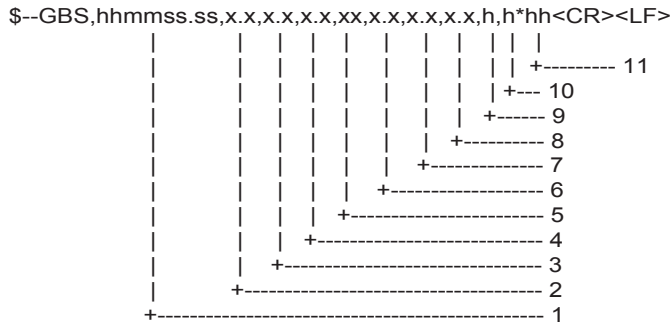 $--GBS,hhmmss.ss,x.x,x.x,x.x,xx,x.x,x.x,x.x,h,h*hh<CR><LF>
| | | | | | | | | | ||
| | | | | | | | | | +--------- 11
| | | | | | | | | +--- 10
| | | | | | | | +------ 9
| | | | | | | +---------- 8
| | | | | | +-------------- 7
| | | | | +------------------- 6
| | | | +----------------------- 5
| | | +--------------------------- 4
| | +------------------------------- 3
| +------------------------------------ 2
+---------------------------------------------- 1